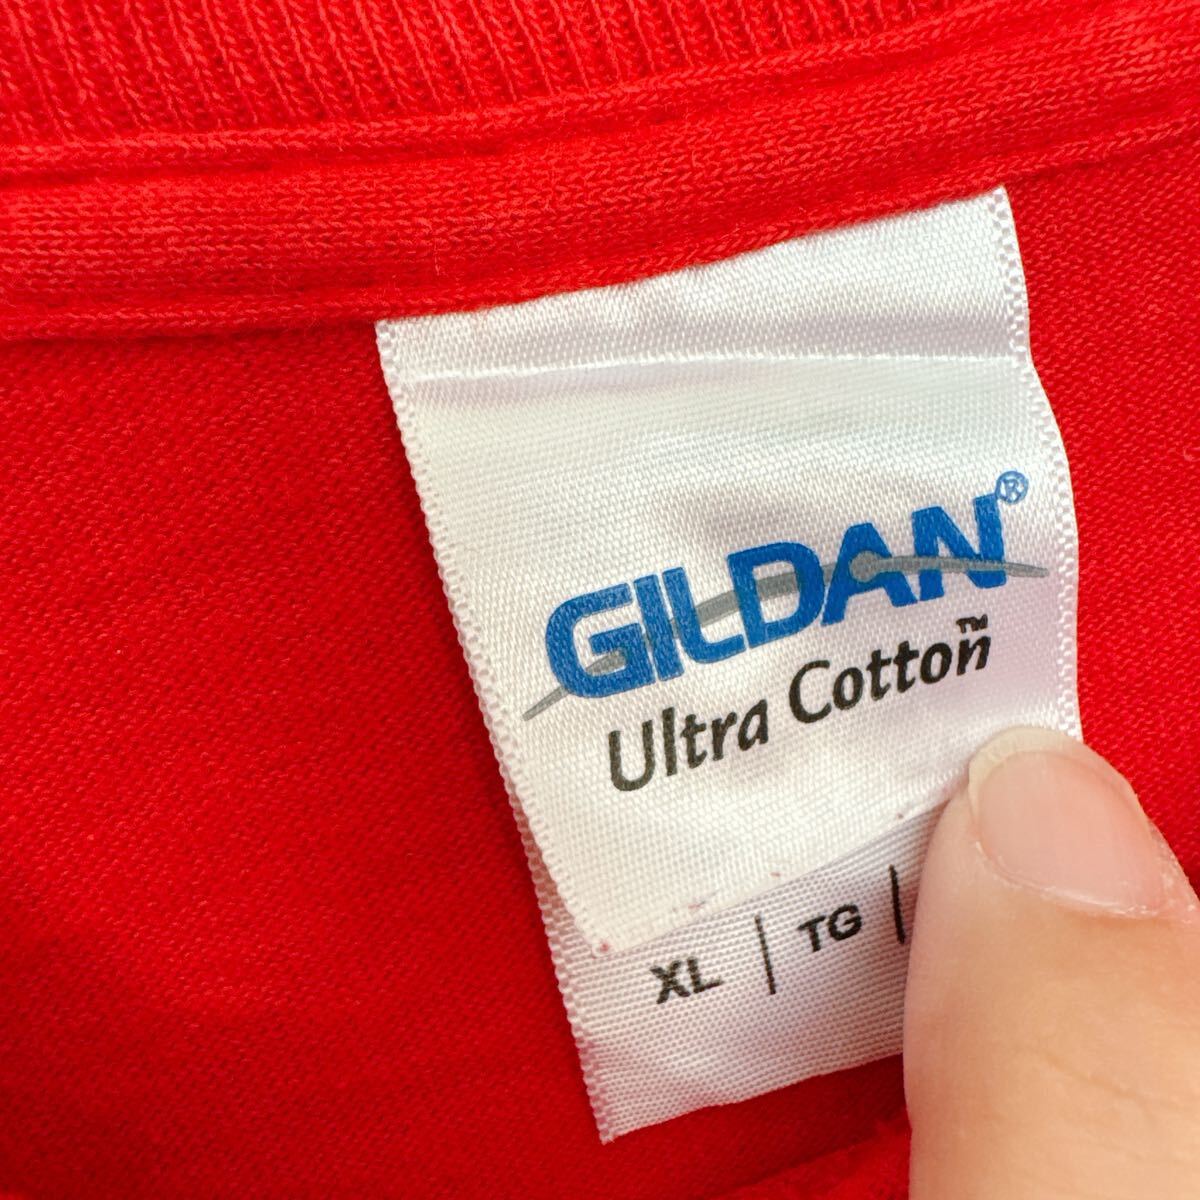 GILDAN®
Ultra Cotton™
XL | TG |